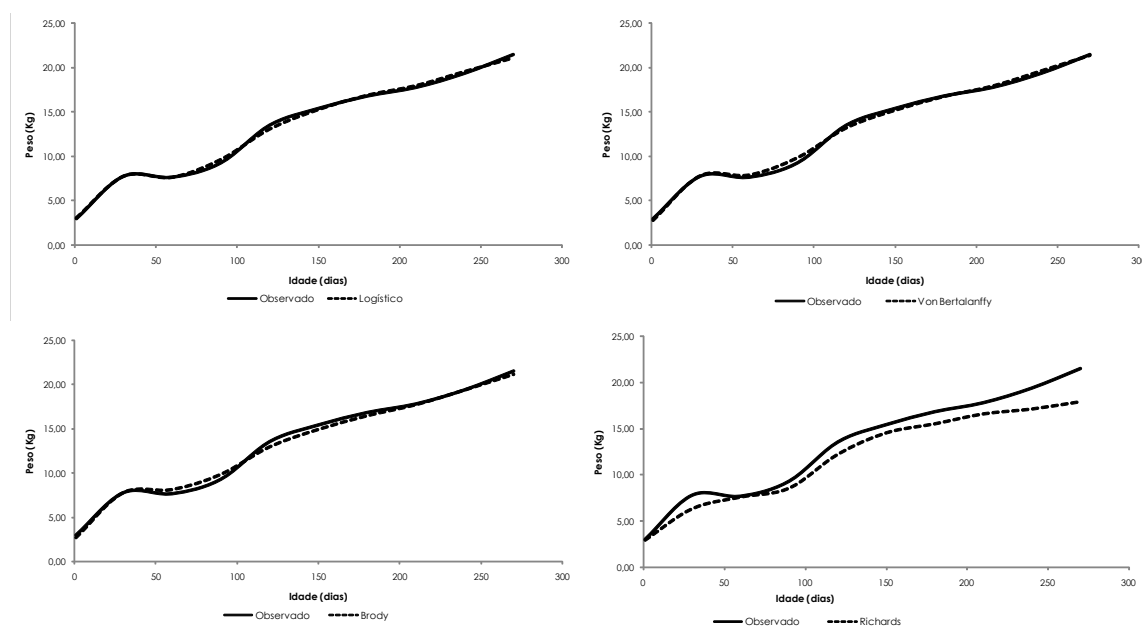 25,00
20,00
15,00
10,00
5,00
0,00
Peso (Kg)
0 50 100 150 200 250 300
Idade (dias)
Observado Logístico
25,00
20,00
15,00
10,00
5,00
0,00
Peso (Kg)
0 50 100 150 200 250 30
Idade (dias)
Observado Von Bertalanffy
25,00
20,00
15,00
10,00
5,00
0,00
Peso (Kg)
0 50 100 150 200 250 300
Idade (dias)
Observado Brody
25,00
20,00
15,00
10,00
5,00
0,00
Peso (Kg)
0 50 100 150 200 250 300
Idade (dias)
Observado Richards